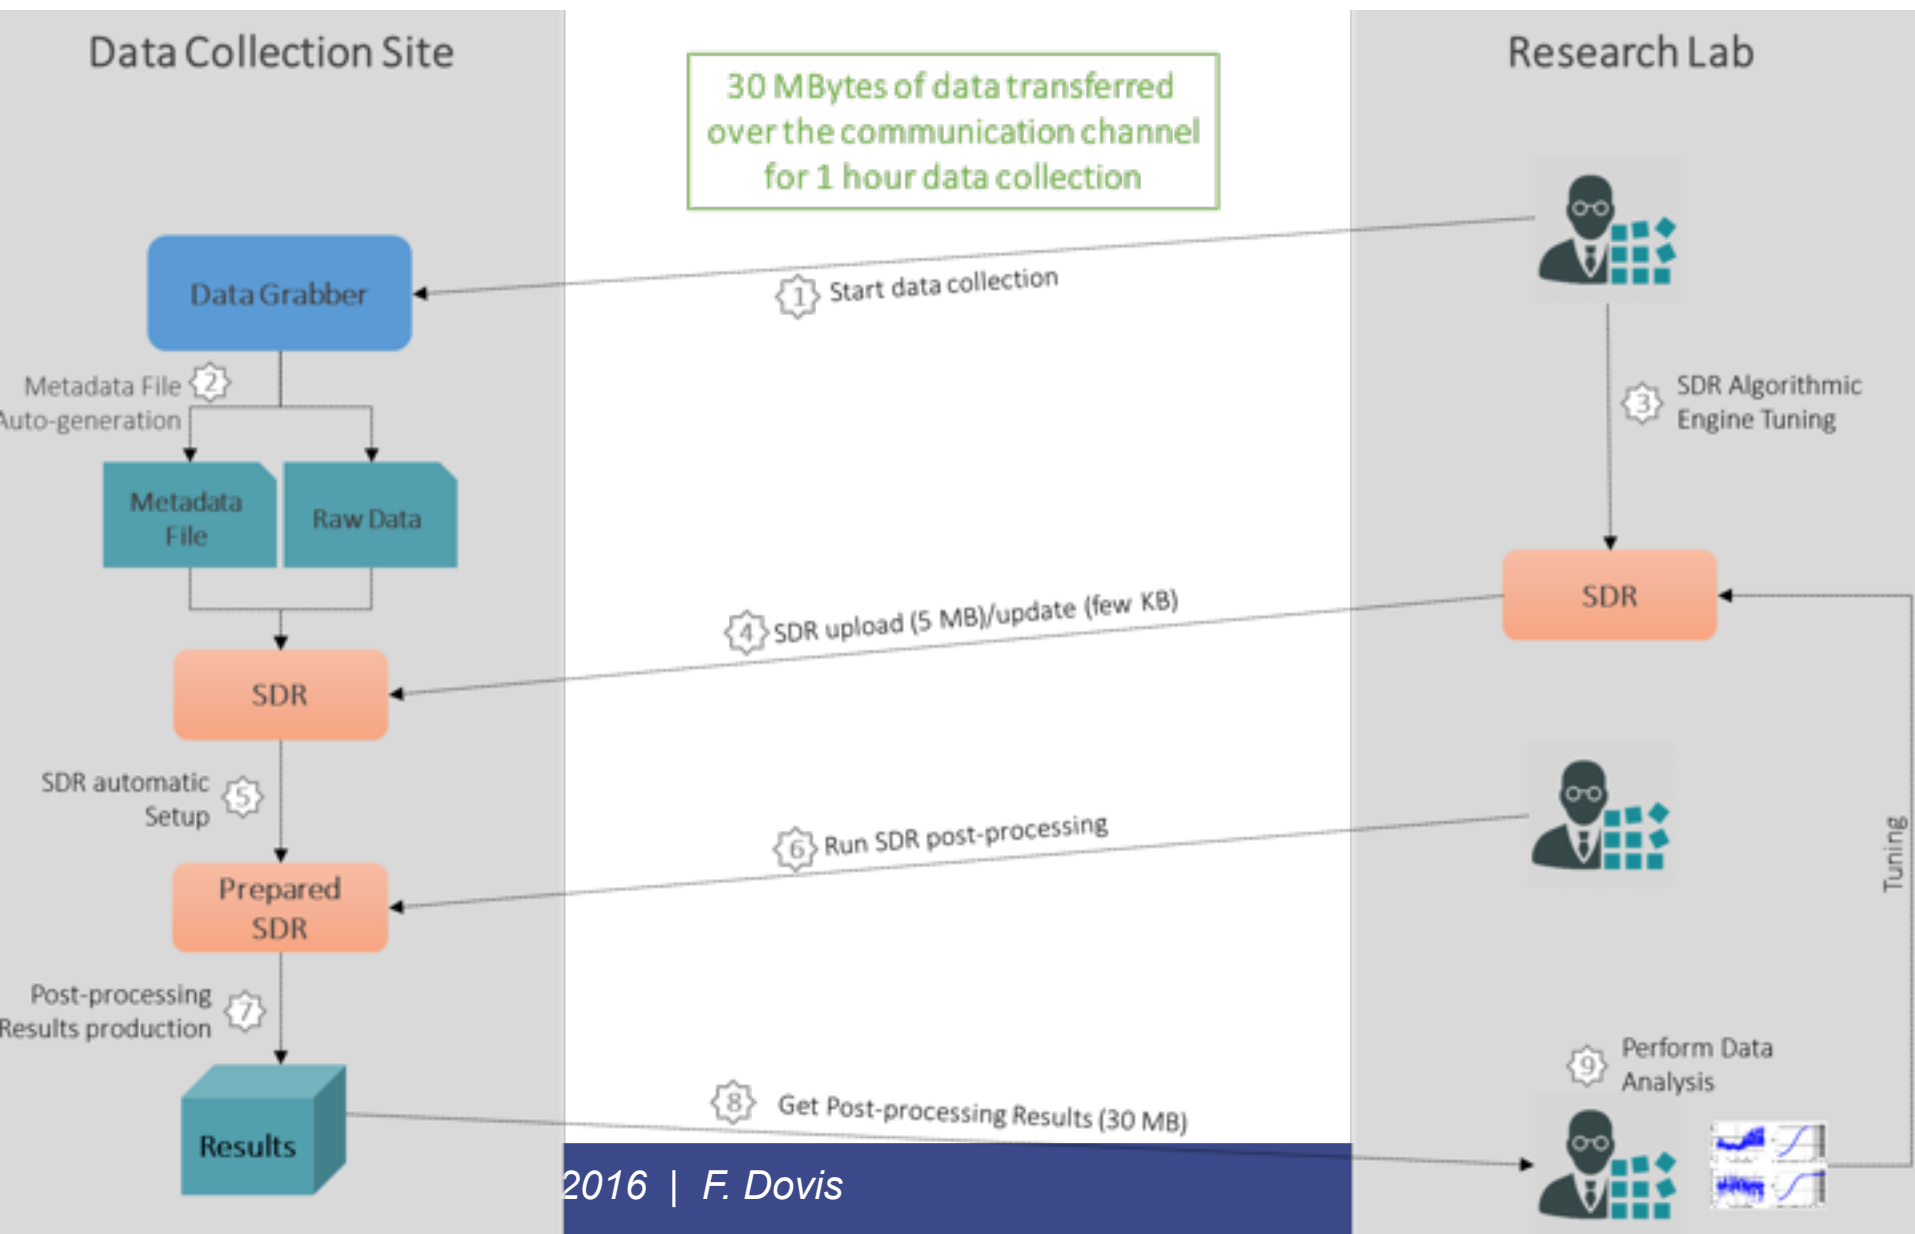 Data Collection Site
Research Lab
30 MBytes of data transferred
over the communication channel
for 1 hour data collection
Data Grabber
1 Start data collection
Metadata File 2
Auto-generation
3 SDR Algorithmic
Engine Tuning
Metadata
File
Raw Data
SDR
4 SDR upload (5 MB)/update (few KB)
SDR
SDR automatic
Setup
5
6 Run SDR post-processing
Tuning
Prepared
SDR
Post-processing
Results production
7
9 Perform Data
Analysis
8 Get Post-processing Results (30 MB)
Results
2016 | F. Dovis